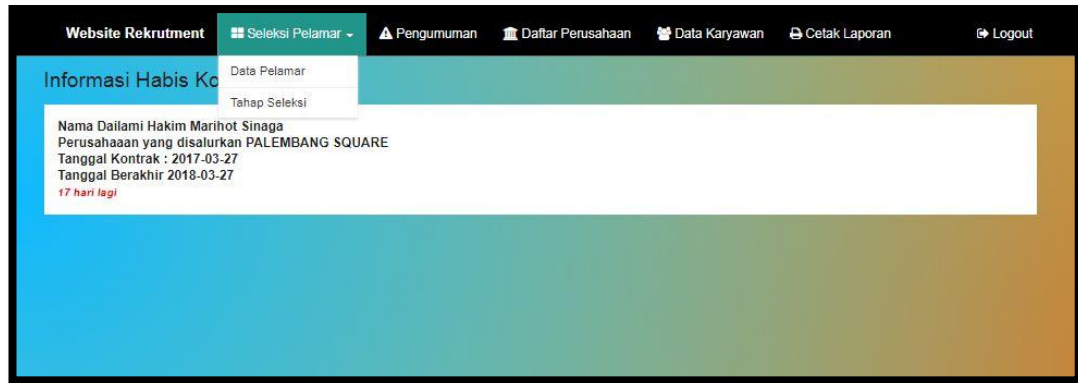 Website Rekrutment Seleksi Pelamar Pengumuman Daftar Perusahaan Data Karyawan Cetak Laporan Logout
Data Pelamar
Tahap Seleksi
Informasi Habis
Nama Dailami Hakim Marihot Sinaga
Perusahaaan yang disalurkan PALEMBANG SQUARE
Tanggal Kontrak : 2017-03-27
Tanggal Berakhir 2018-03-27
17 hari lagi